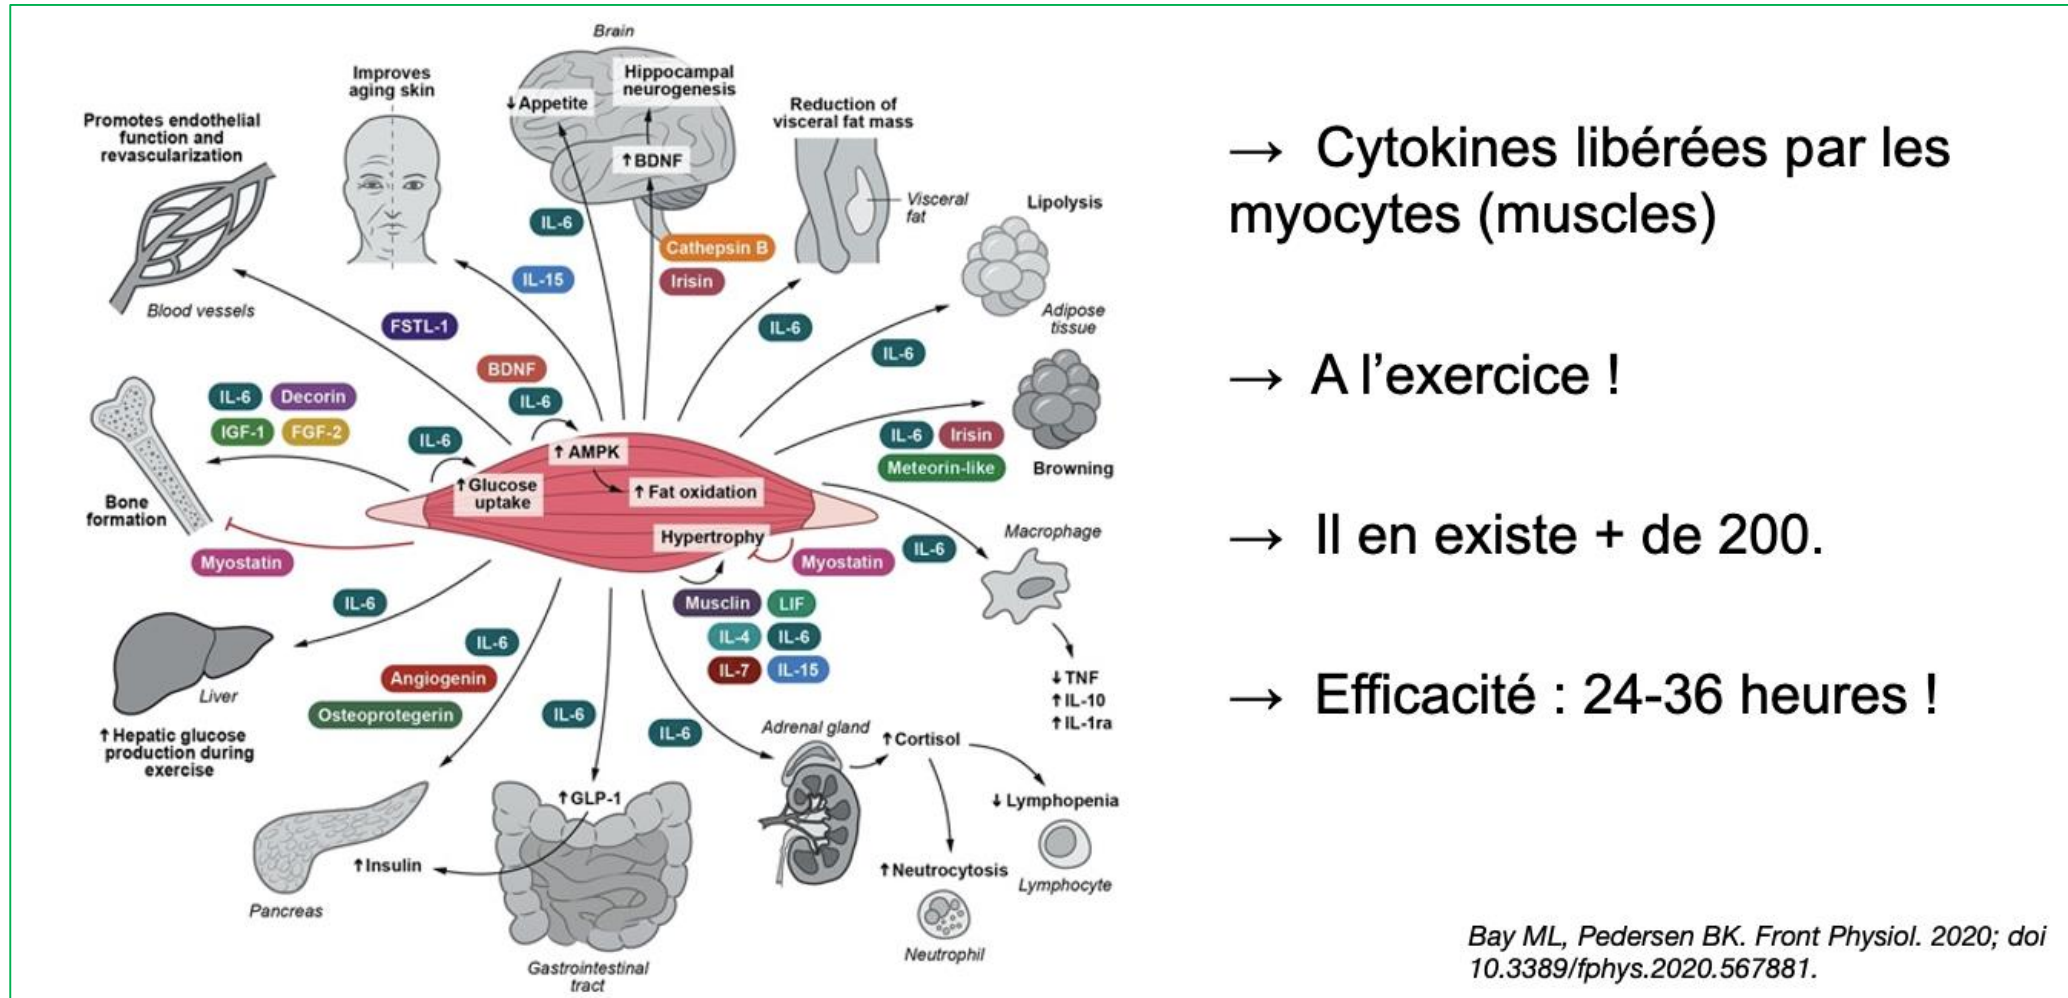 Brain
Improves
aging skin
Hippocampal
neurogenesis
↓Appetite
↑BDNF
Reduction of
visceral fat mass
Promotes endothelial
function and
revascularization
Visceral
fat
Lipolysis
IL-6
Cathepsin B
IL-15
Irisin
Blood vessels
Adipose
tissue
FSTL-1
IL-6
IL-6
BDNF
IL-6
IL-6
Decorin
IGF-1
FGF-2
IL-6
IL-6
Irisin
Meteorin-like
Browning
↑AMPK
↑Glucose
uptake
↑Fat oxidation
Bone
formation
Hypertrophy
Myostatin
Myostatin
IL-6
Macrophage
IL-6
Musclin
LIF
IL-4
IL-6
IL-7
IL-15
IL-6
Angiogenin
Osteoprotegerin
Liver
↑Hepatic glucose
production during
exercise
IL-6
IL-6
↓TNF
↑IL-10
↑IL-1ra
Adrenal gland
↑Cortisol
↑GLP-1
↓Lymphopenia
↑Insulin
↑Neutrocytosis
Lymphocyte
Pancreas
Neutrophil
Gastrointestinal
tract
→ Cytokines libérées par les
myocytes (muscles)
→ A l’exercice !
→ Il en existe + de 200.
→ Efficacité : 24-36 heures !
Bay ML, Pedersen BK. Front Physiol. 2020; doi
10.3389/fphys.2020.567881.